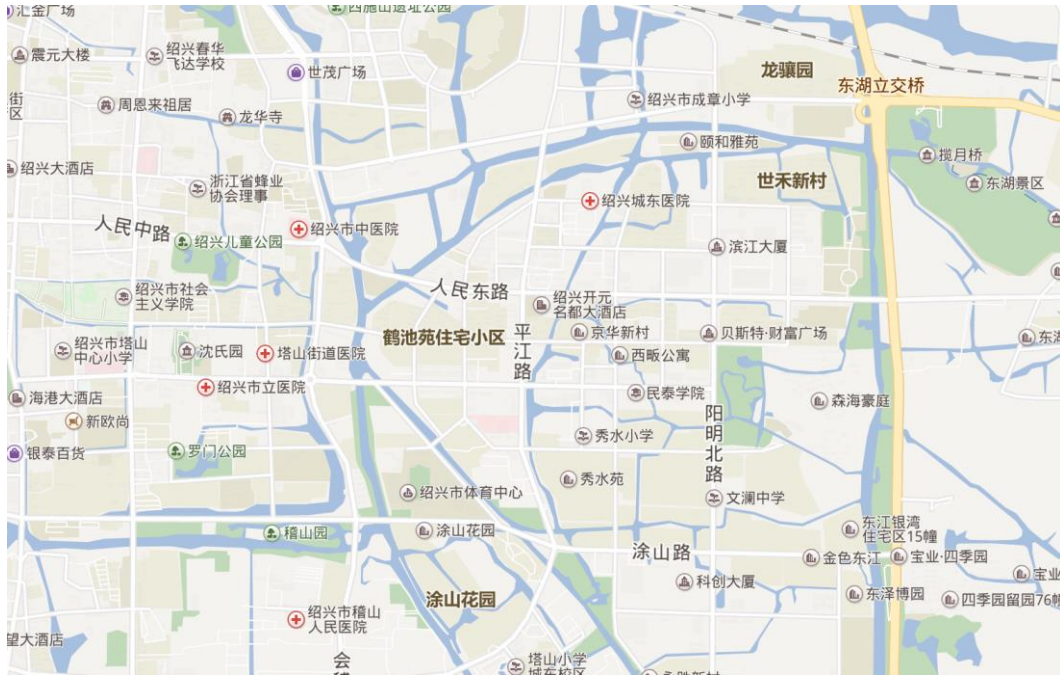 汇金广场
西施山遗址公园
震元大楼
绍兴春华
飞达学校
世茂广场
龙骧园
东湖立交桥
街
区
周恩来祖居
龙华寺
绍兴市成章小学
颐和雅苑
揽月桥
绍兴大酒店
浙江省蜂业
协会理事
世禾新村
东湖景区
绍兴城东医院
人民中路
绍兴儿童公园
绍兴市中医院
滨江大厦
人民东路
绍兴市社会
主义学院
绍兴开元
名都大酒店
鹤池苑住宅小区
平江路
京华新村
贝斯特·财富广场
东湖
绍兴市塔山
中心小学
沈氏园
塔山街道医院
西畈公寓
绍兴市立医院
民泰学院
海港大酒店
森海豪庭
新欧尚
阳明北路
银泰百货
罗门公园
秀水小学
秀水苑
绍兴市体育中心
文澜中学
稽山园
涂山花园
涂山路
东江银湾
住宅区15幢
金色东江
宝业·四季园
科创大厦
宝业
涂山花园
东泽博园
四季园留园76幢
绍兴市稽山
人民医院
望大酒店
会
塔山小学
城东校区